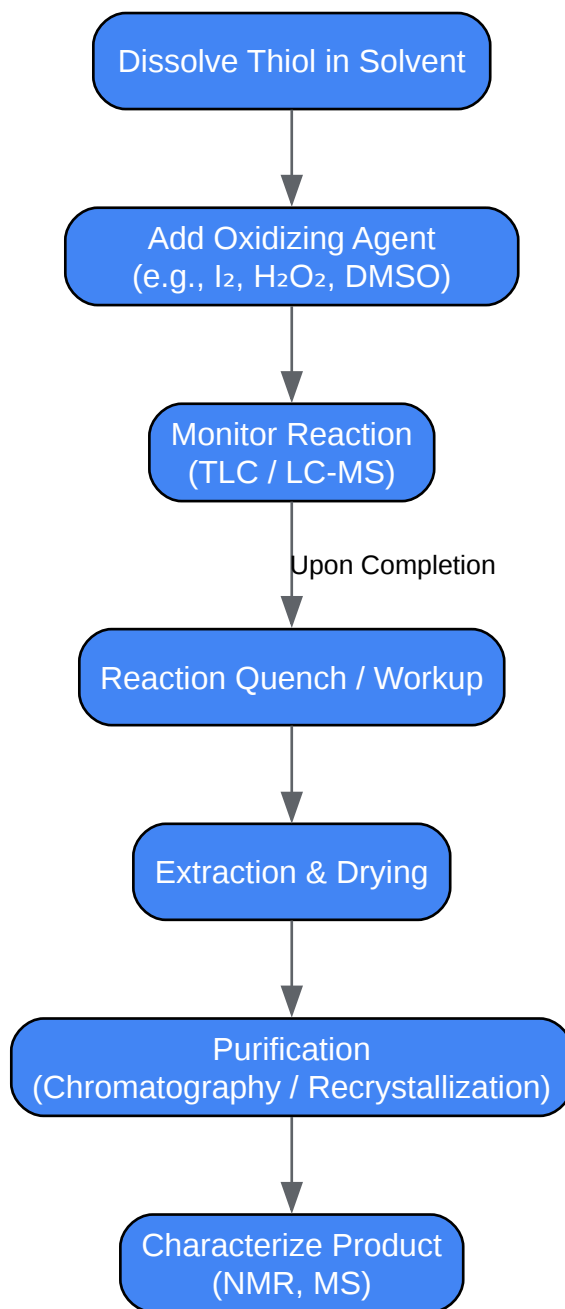 Dissolve Thiol in Solvent
Add Oxidizing Agent
(e.g., I₂, H₂O₂, DMSO)
Monitor Reaction
(TLC / LC-MS)
Upon Completion
Reaction Quench / Workup
Extraction & Drying
Purification
(Chromatography / Recrystallization)
Characterize Product
(NMR, MS)